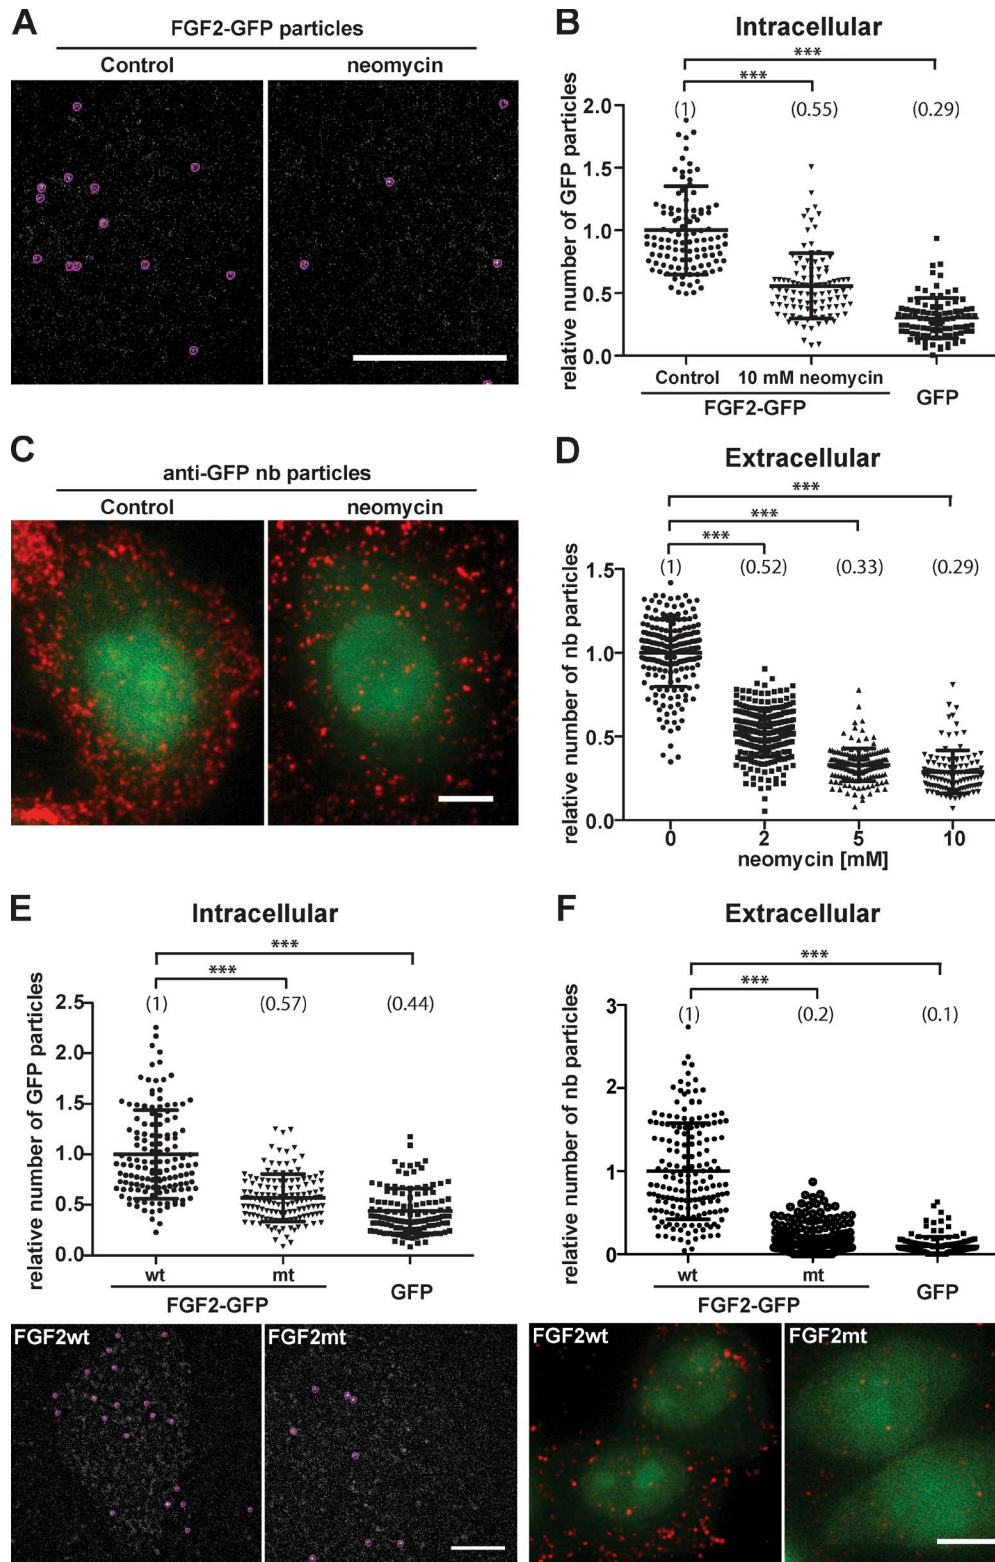 A
FGF2-GFP particles
Control neomycin
B
Intracellular
***
***
(1) (0.55) (0.29)
relative number of GFP particles
2.0
1.5
1.0
0.5
0.0
Control 10 mM neomycin
FGF2-GFP
GFP
C
anti-GFP nb particles
Control neomycin
D
Extracellular
***
***
***
(1) (0.52) (0.33) (0.29)
relative number of nb particles
1.5
1.0
0.5
0.0
0 2 5 10
neomycin [mM]
E
Intracellular
***
***
(1) (0.57) (0.44)
relative number of GFP particles
2.5
2.0
1.5
1.0
0.5
0.0
wt mt
FGF2-GFP
GFP
FGF2wt FGF2mt
F
Extracellular
***
***
(1) (0.2) (0.1)
relative number of nb particles
3
2
1
0
wt mt
FGF2-GFP
GFP
FGF2wt FGF2mt